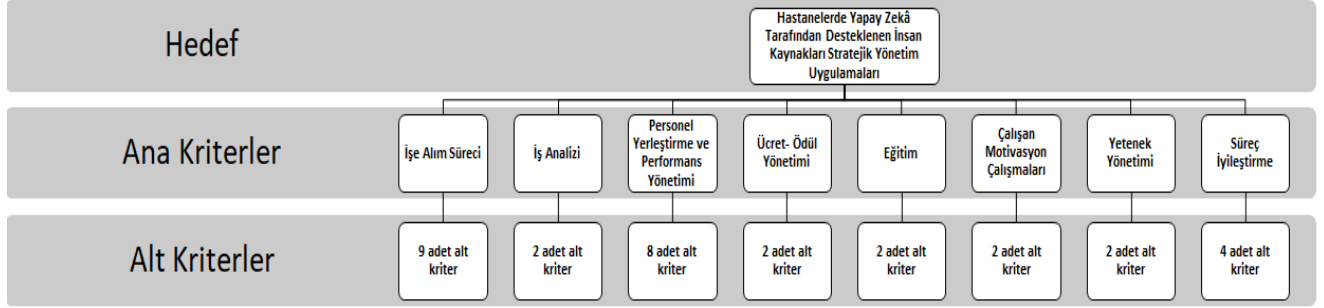 Hedef
Hastanelerde Yapay Zekâ
Tarafından Desteklenen İnsan
Kaynakları Stratejik Yönetim
Uygulamaları
Ana Kriterler
İşe Alım Süreci
İş Analizi
Personel
Yerleştirme ve
Performans
Yönetimi
Ücret- Ödül
Yönetimi
Eğitim
Çalışan
Motivasyon
Çalışmaları
Yetenek
Yönetimi
Süreç
İyileştirme
Alt Kriterler
9 adet alt
kriter
2 adet alt
kriter
8 adet alt
kriter
2 adet alt
kriter
2 adet alt
kriter
2 adet alt
kriter
2 adet alt
kriter
4 adet alt
kriter